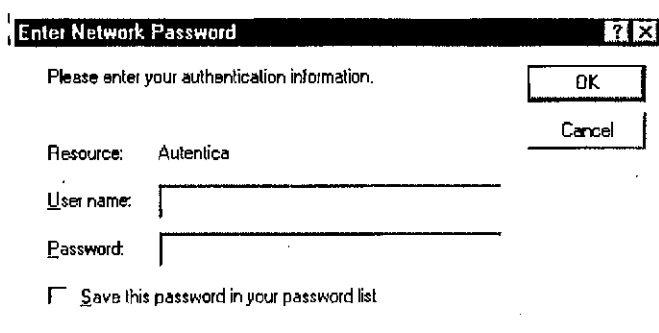 Enter Network Password ? X
Please enter your authentication information. OK
Cancel
Resource: Autentica
User name:
Password:
Save this password in your password list